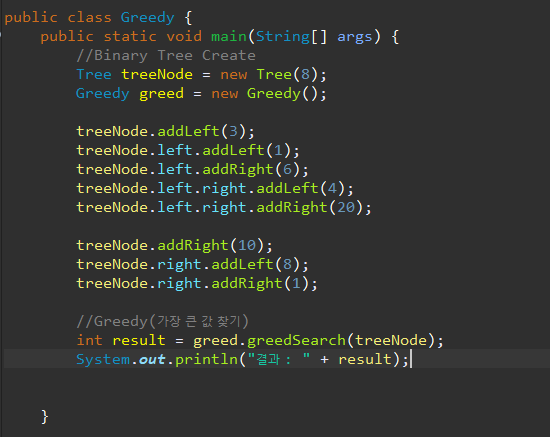 public class Greedy {
public static void main(String[] args) {
//Binary Tree Create
Tree treeNode = new Tree(8);
Greedy greed = new Greedy();
treeNode.addLeft(3);
treeNode.left.addLeft(1);
treeNode.left.addRight(6);
treeNode.left.right.addLeft(4);
treeNode.left.right.addRight(20);
treeNode.addRight(10);
treeNode.right.addLeft(8);
treeNode.right.addRight(1);
//Greedy(가장 큰 값 찾기)
int result = greed.greedSearch(treeNode);
System.out.println("결과 : " + result);
}